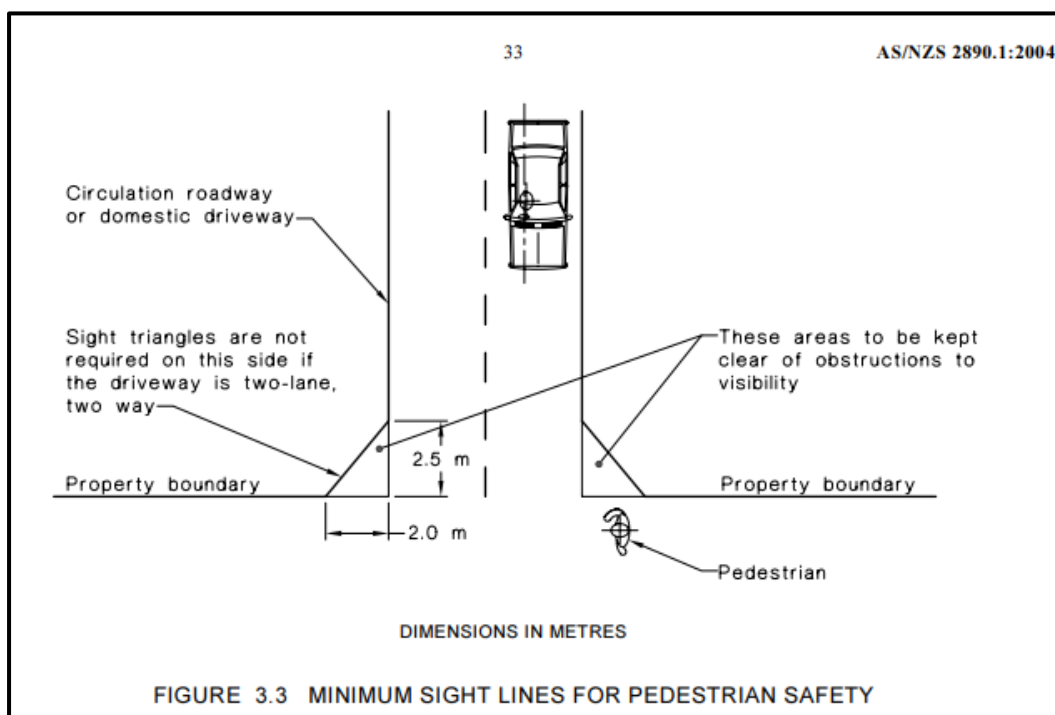 33
AS/NZS 2890.1:2004
Circulation roadway
or domestic driveway
Sight triangles are not
required on this side if
the driveway is two-lane,
two way
These areas to be kept
clear of obstructions to
visibility
2.5 m
Property boundary
Property boundary
2.0 m
Pedestrian
DIMENSIONS IN METRES
FIGURE 3.3 MINIMUM SIGHT LINES FOR PEDESTRIAN SAFETY